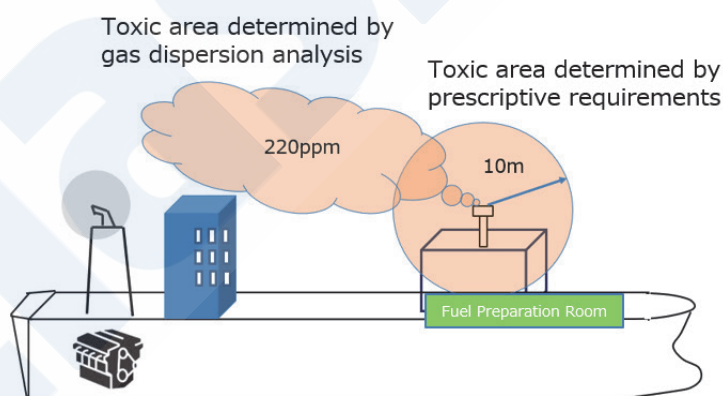 Toxic area determined by
gas dispersion analysis
Toxic area determined by
prescriptive requirements
220ppm
10m
Fuel Preparation Room